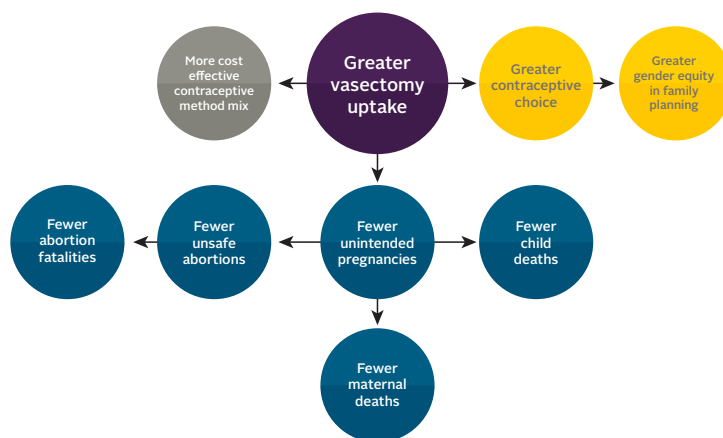 More cost
effective
contraceptive
method mix
Greater
vasectomy
uptake
Greater
contraceptive
choice
Greater
gender equity
in family
planning
Fewer
abortion
fatalities
Fewer
unsafe
abortions
Fewer
unintended
pregnancies
Fewer
child
deaths
Fewer
maternal
deaths